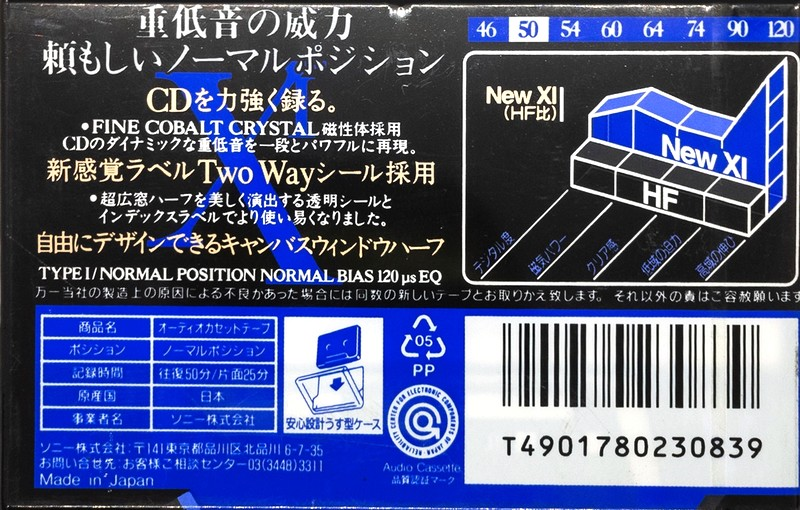 重低音の威力
頼もしいノーマルポジション
CDを力強く録る。
●FINE COBALT CRYSTAL磁性体採用
CDのダイナミックな重低音を一段とパワフルに再現。
新感覚ラベルTwo Wayシール採用
●超広窓ハーフを美しく演出する透明シールと
インデックスラベルでより使い易くなりました。
自由にデザインできるキャンバスウィンドウハーフ
TYPE I/NORMAL POSITION NORMAL BIAS 120 µs EQ
46 50 54 60 64 74 90 120
New XI
(HF比)
New XI
HF
デジタル度
磁気パワー
クリア感
低域の迫力
高域の伸び
万一当社の製造上の原因による不良があった場合には同数の新しいテープとお取りかえ致します。 それ以外の責はご容赦願います
商品名 オーディオカセットテープ
ポジション ノーマルポジション
記録時間 往復50分/片面25分
原産国 日本
事業者名 ソニー株式会社
安心設計うす型ケース
05
PP
CENTER FOR ELECTRONIC COMPONENTS
OF JAPAN
Audio Cassette
品質認証マーク
ソニー株式会社:〒141東京都品川区北品川 6-7-35
お問い合せ先:お客様ご相談センター03(3448)3311
Made in Japan
T4901780230839